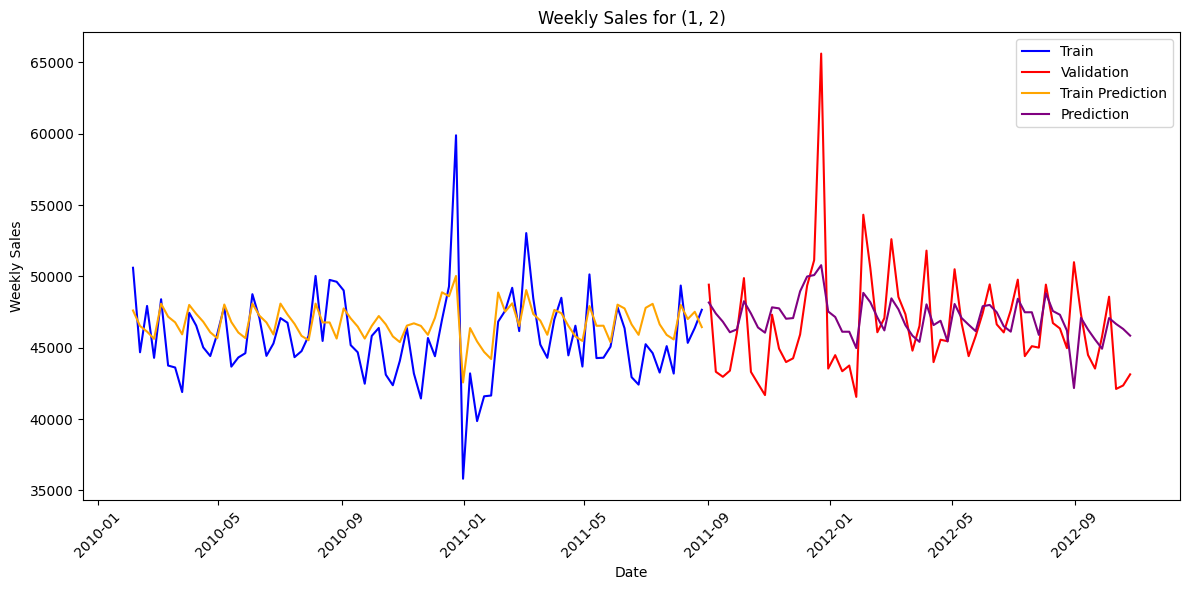 Weekly Sales for (1, 2)
Train
Validation
Train Prediction
Prediction
Weekly Sales
65000
60000
55000
50000
45000
40000
35000
2010-01
2010-05
2010-09
2011-01
2011-05
2011-09
2012-01
2012-05
2012-09
Date